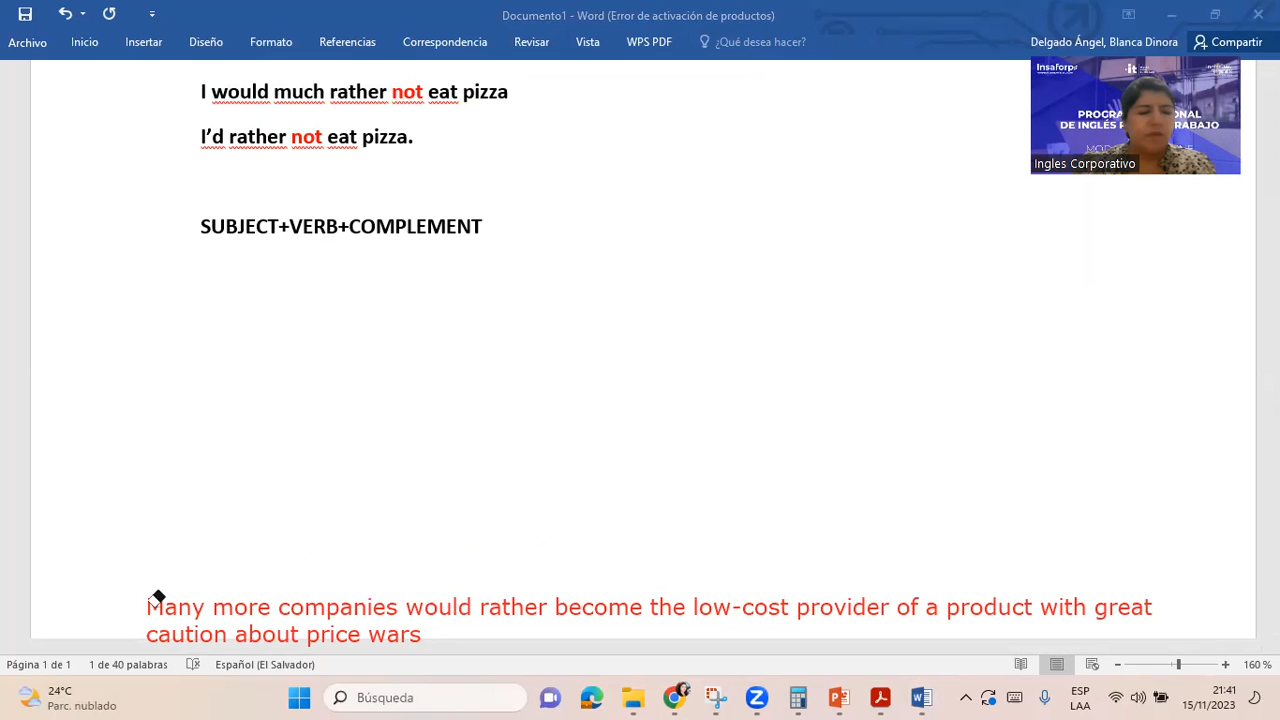 Documento1 - Word (Error de activación de productos)
Archivo Inicio Insertar Diseño Formato Referencias Correspondencia Revisar Vista WPS PDF ¿Qué desea hacer? Delgado Ángel, Blanca Dinora Compartir
I would much rather not eat pizza
I'd rather not eat pizza.
SUBJECT+VERB+COMPLEMENT
Insaforp
DE INGLÉS
Ingles Corporativo
Many more companies would rather become the low-cost provider of a product with great
caution about price wars
Página 1 de 1 1 de 40 palabras Español (El Salvador) 160 %
24°C
Parc. nublado
Búsqueda
ESP
LAA
15/11/2023